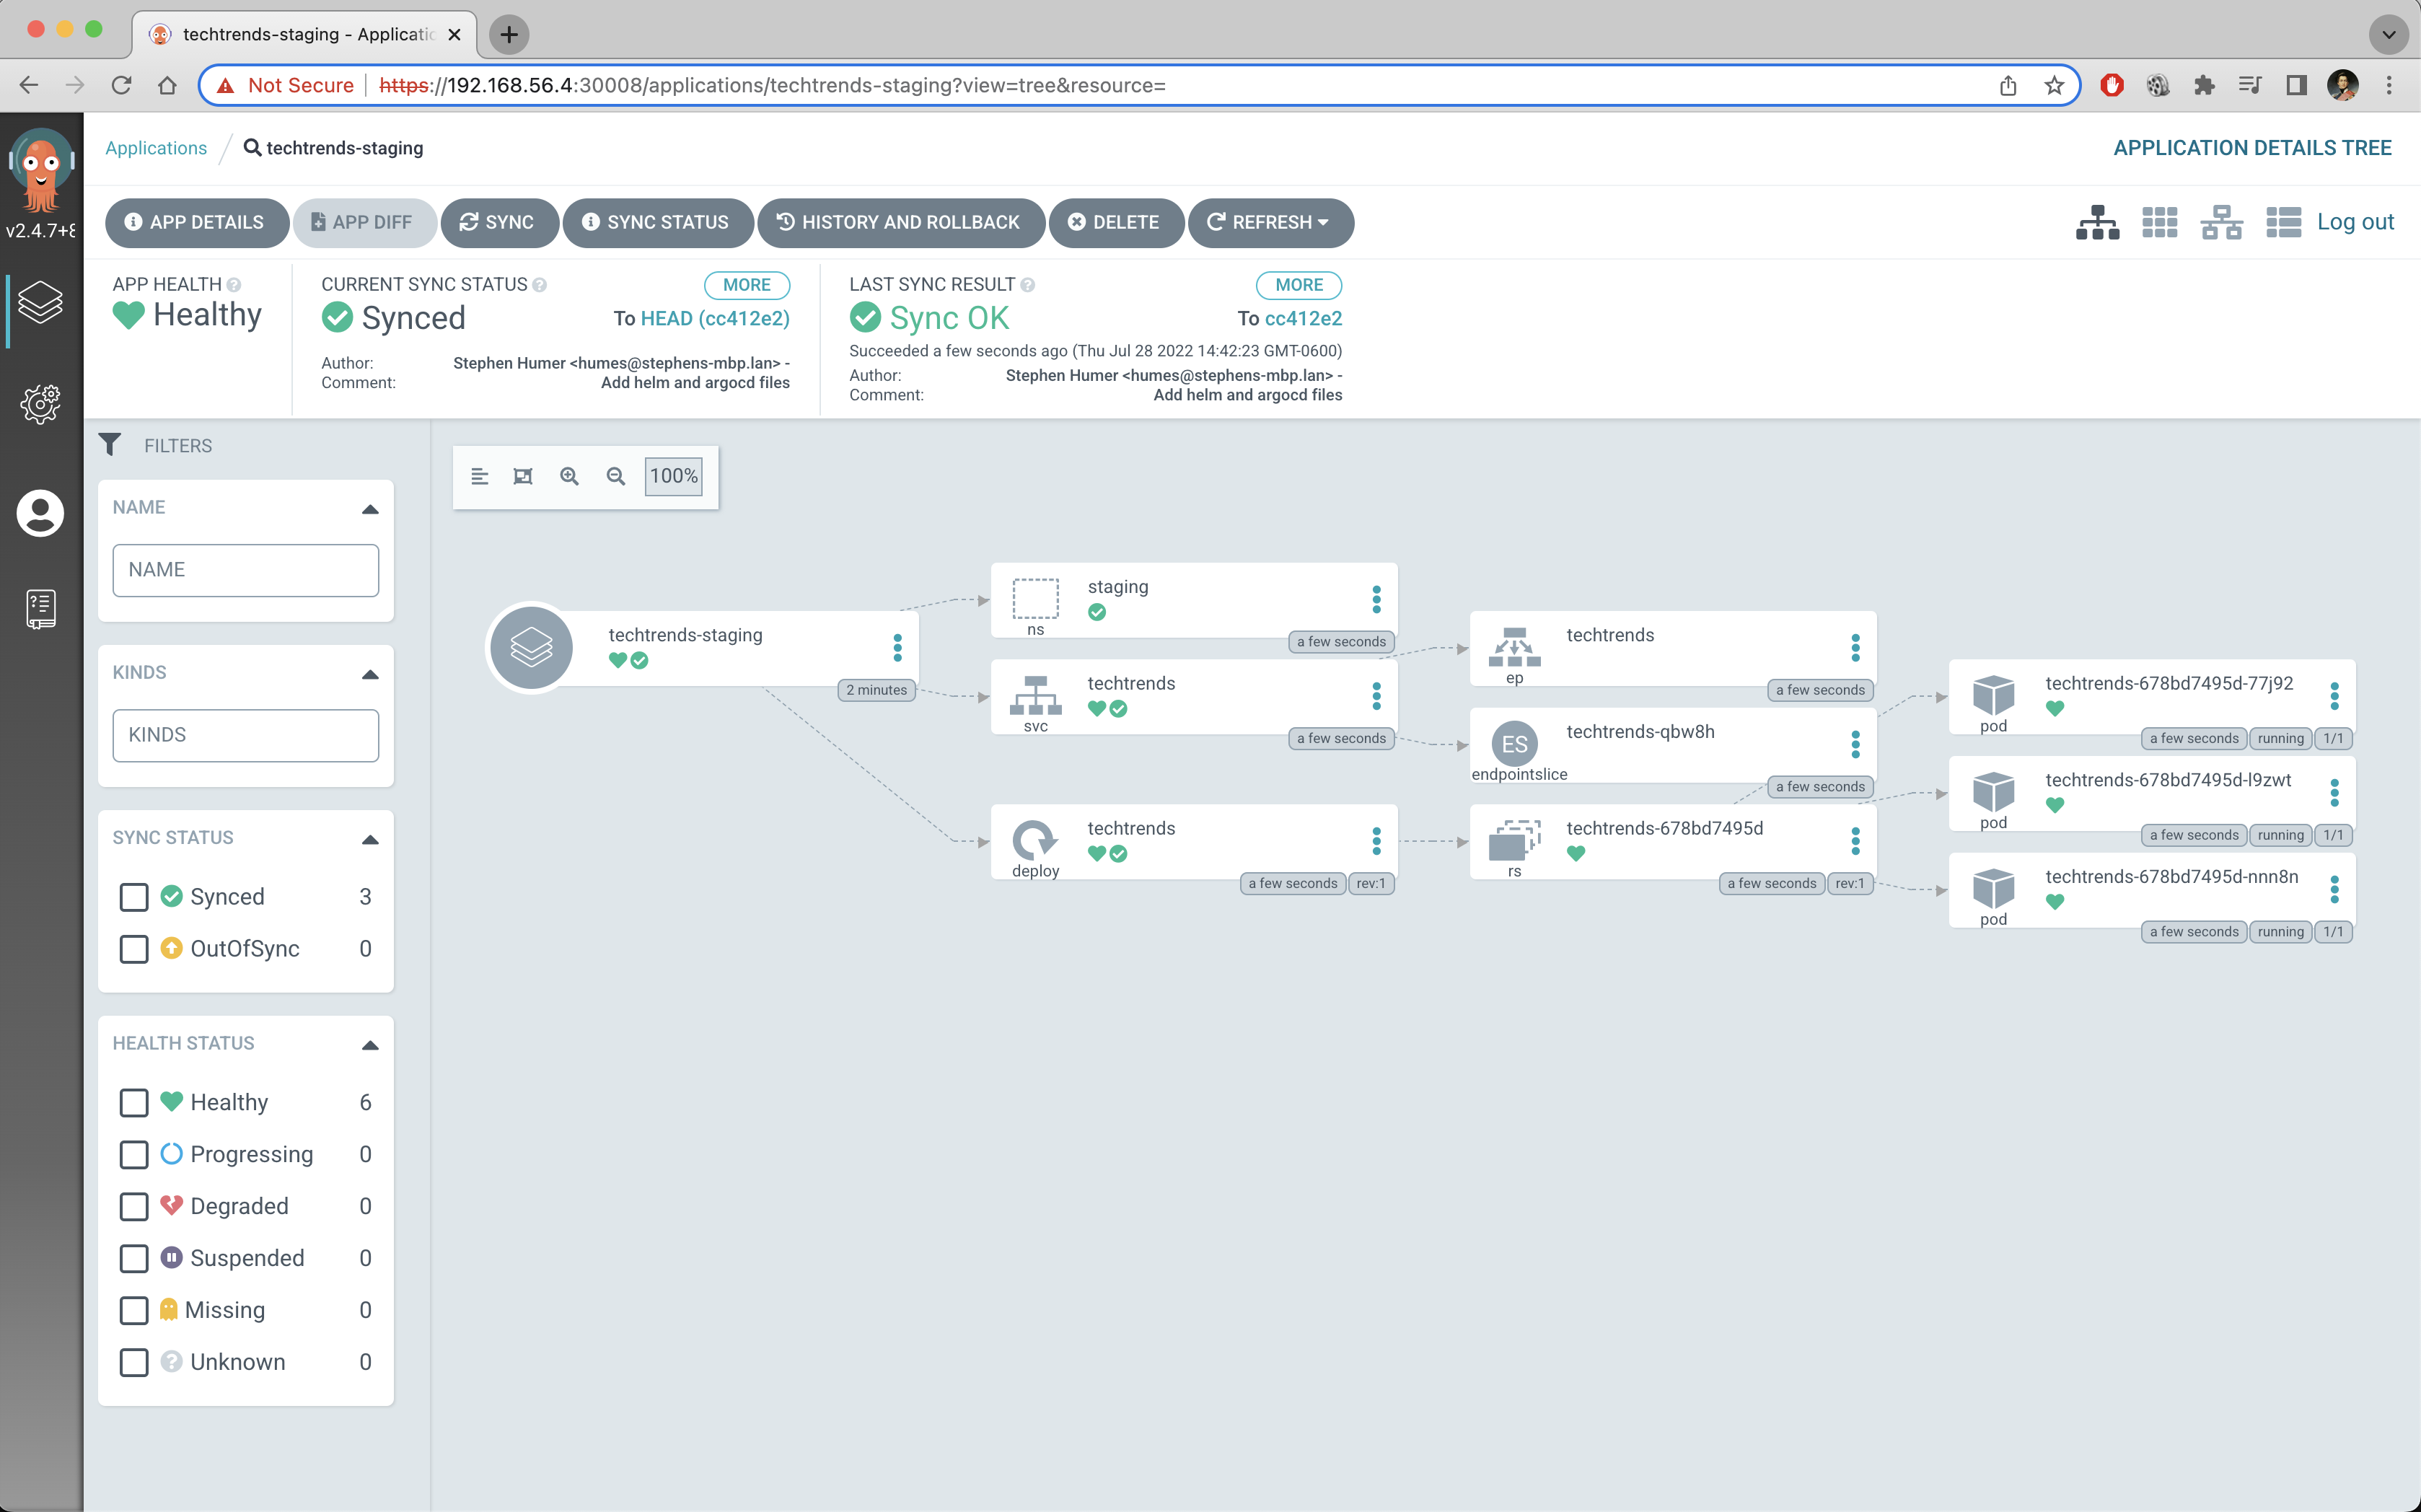 techtrends-staging - Applicatio
Not Secure https://192.168.56.4:30008/applications/techtrends-staging?view=tree&resource=
v2.4.7+8
Applications / techtrends-staging
APPLICATION DETAILS TREE
APP DETAILS APP DIFF SYNC SYNC STATUS HISTORY AND ROLLBACK DELETE REFRESH
Log out
APP HEALTH
Healthy
CURRENT SYNC STATUS MORE
Synced To HEAD (cc412e2)
Author: Stephen Humer <humes@stephens-mbp.lan> -
Comment: Add helm and argocd files
LAST SYNC RESULT MORE
Sync OK To cc412e2
Succeeded a few seconds ago (Thu Jul 28 2022 14:42:23 GMT-0600)
Author: Stephen Humer <humes@stephens-mbp.lan> -
Comment: Add helm and argocd files
FILTERS
NAME
NAME
KINDS
KINDS
SYNC STATUS
Synced 3
OutOfSync 0
HEALTH STATUS
Healthy 6
Progressing 0
Degraded 0
Suspended 0
Missing 0
Unknown 0
100%
techtrends-staging
2 minutes
staging
ns
a few seconds
techtrends
svc
a few seconds
techtrends
deploy
a few seconds rev:1
techtrends
ep
a few seconds
ES
techtrends-qbw8h
endpointslice
a few seconds
techtrends-678bd7495d
rs
a few seconds rev:1
techtrends-678bd7495d-77j92
pod
a few seconds running 1/1
techtrends-678bd7495d-l9zwt
pod
a few seconds running 1/1
techtrends-678bd7495d-nnn8n
pod
a few seconds running 1/1